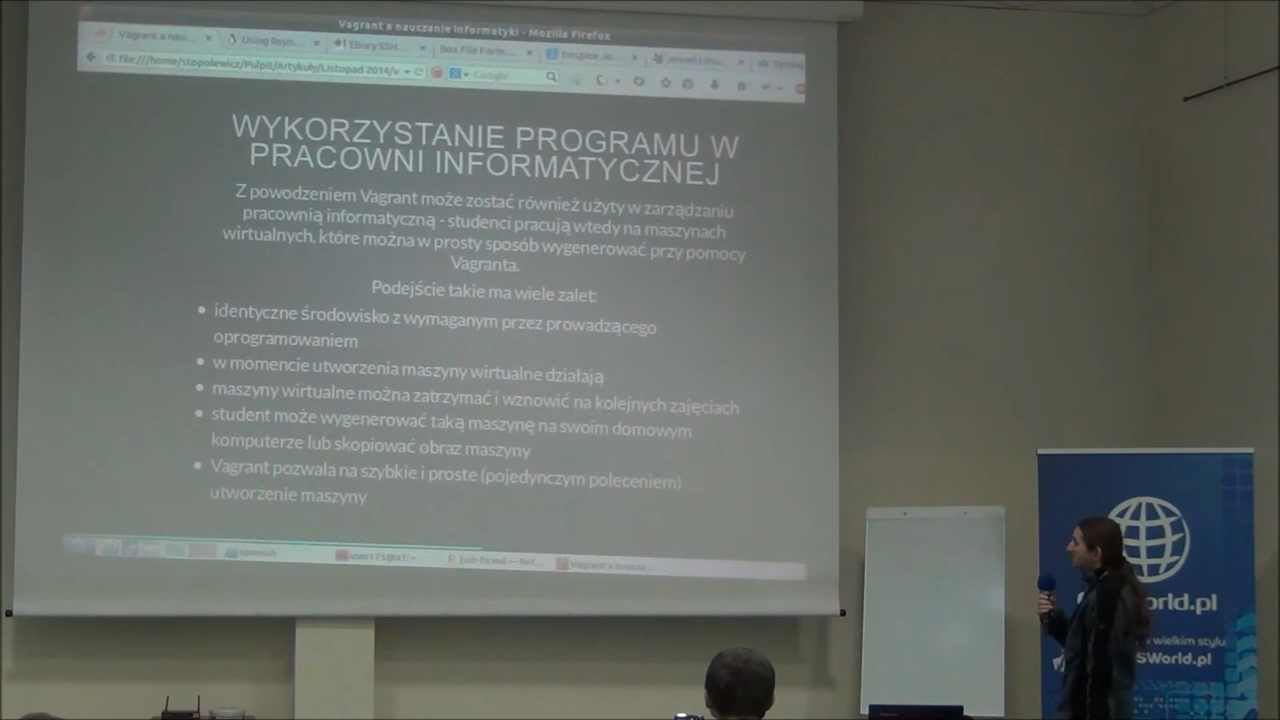 Vagrant a nauczanie informatyki - Mozilla Firefox
Vagrant a nau...
Using Rsyn...
Ebury SSH...
Box File Form...
hospice.io
Jesień Linu...
file:///home/stopolewicz/Pulpit/Artykuły/Listopad 2014/v
Google
WYKORZYSTANIE PROGRAMU W
PRACOWNI INFORMATYCZNEJ
Z powodzeniem Vagrant może zostać również użyty w zarządzaniu
pracownią informatyczną - studenci pracują wtedy na maszynach
wirtualnych, które można w prosty sposób wygenerować przy pomocy
Vagranta.
Podejście takie ma wiele zalet:
• identyczne środowisko z wymaganym przez prowadzącego
oprogramowaniem
• w momencie utworzenia maszyny wirtualne działają
• maszyny wirtualne można zatrzymać i wznowić na kolejnych zajęciach
• student może wygenerować taką maszynę na swoim domowym
komputerze lub skopiować obraz maszyny
• Vagrant pozwala na szybkie i proste (pojedynczym poleceniem)
utworzenie maszyny
Vagrant a naucza...
orld.pl
wielkim stylu
SWorld.pl